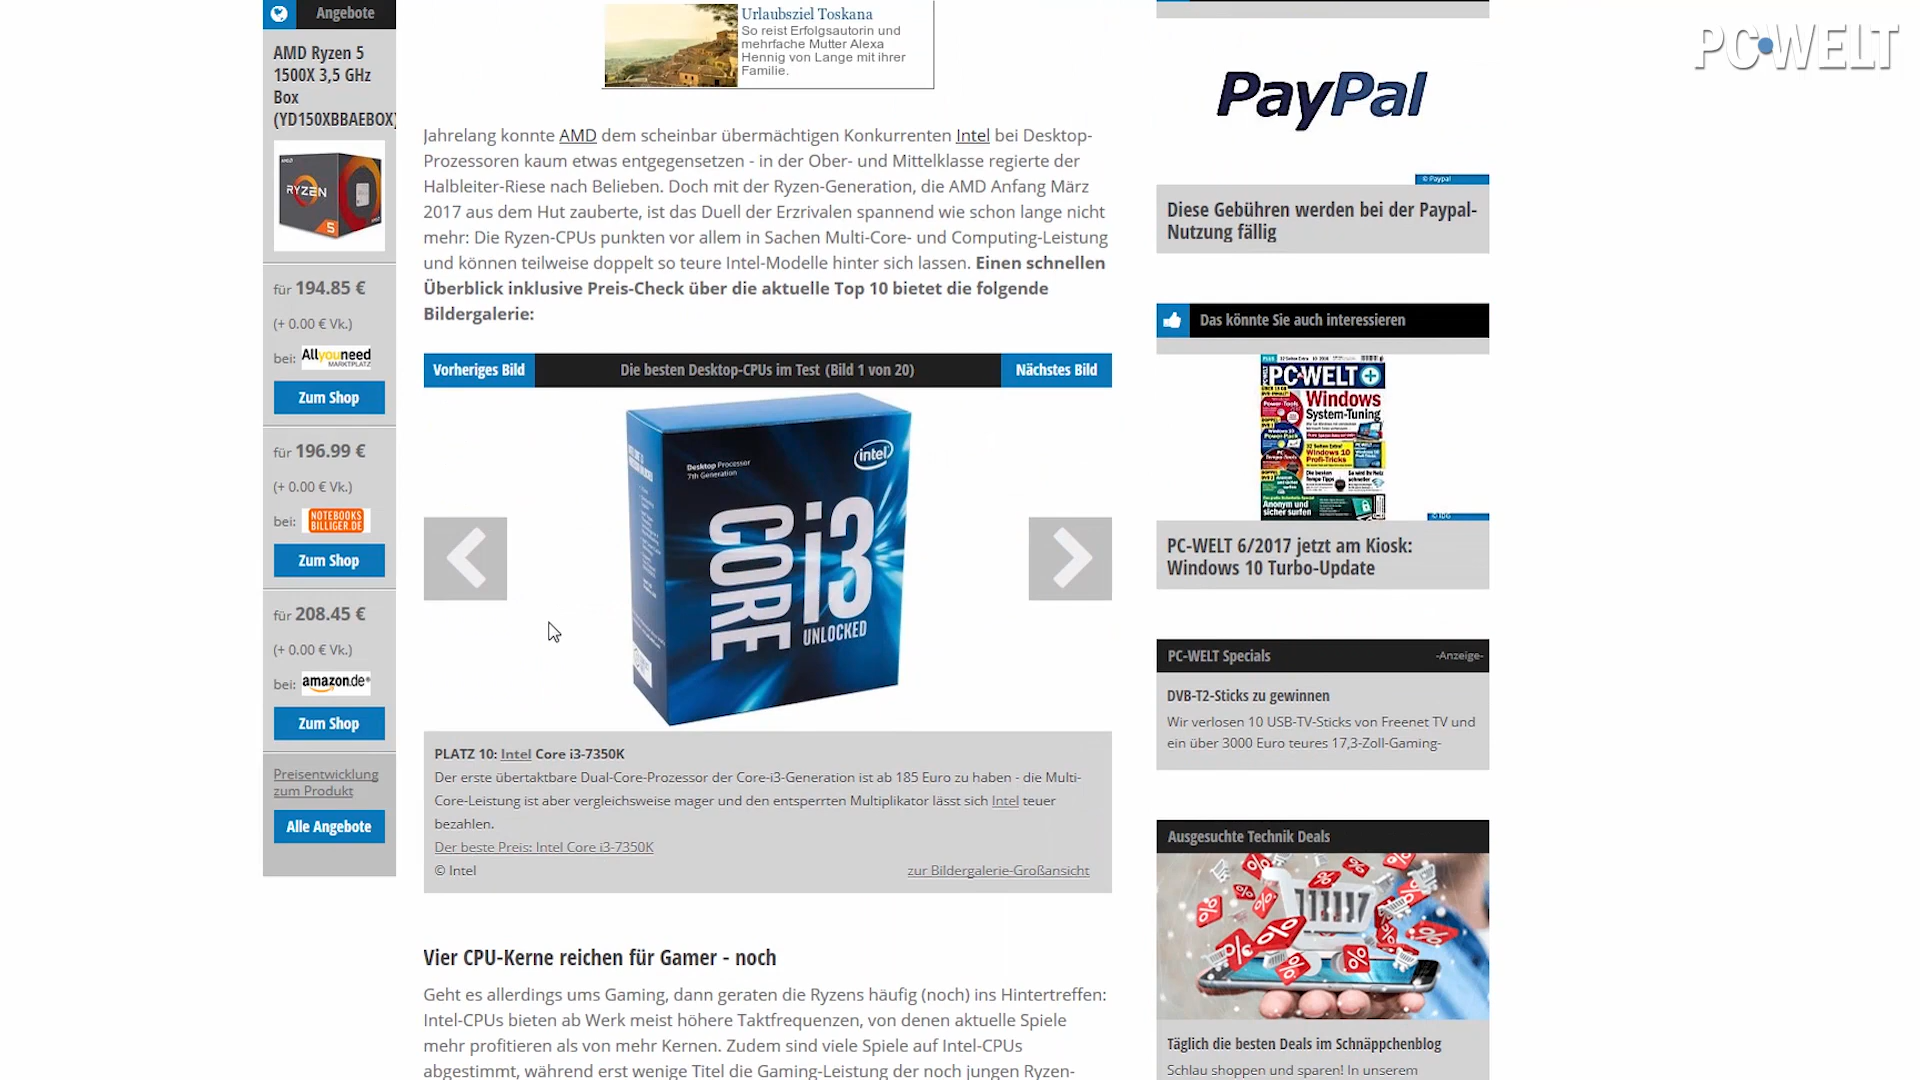 Angebote
AMD Ryzen 5
1500X 3,5 GHz
Box
(YD150XBBAEBOX)
RYZEN
5
für 194.85 €
(+ 0.00 € Vk.)
bei: Allyouneed
MARKTPLATZ
Zum Shop
für 196.99 €
(+ 0.00 € Vk.)
bei: NOTEBOOKS
BILLIGER.DE
Zum Shop
für 208.45 €
(+ 0.00 € Vk.)
bei: amazon.de
Zum Shop
Preisentwicklung
zum Produkt
Alle Angebote
Urlaubsziel Toskana
So reist Erfolgsautorin und
mehrfache Mutter Alexa
Hennig von Lange mit ihrer
Familie.
Jahrelang konnte AMD dem scheinbar übermächtigen Konkurrenten Intel bei Desktop-
Prozessoren kaum etwas entgegensetzen - in der Ober- und Mittelklasse regierte der
Halbleiter-Riese nach Belieben. Doch mit der Ryzen-Generation, die AMD Anfang März
2017 aus dem Hut zauberte, ist das Duell der Erzrivalen spannend wie schon lange nicht
mehr: Die Ryzen-CPUs punkten vor allem in Sachen Multi-Core- und Computing-Leistung
und können teilweise doppelt so teure Intel-Modelle hinter sich lassen. Einen schnellen
Überblick inklusive Preis-Check über die aktuelle Top 10 bietet die folgende
Bildergalerie:
Vorheriges Bild
Die besten Desktop-CPUs im Test (Bild 1 von 20)
Nächstes Bild
Desktop Processor
7th Generation
intel
CORE
i3
UNLOCKED
PLATZ 10: Intel Core i3-7350K
Der erste übertaktbare Dual-Core-Prozessor der Core-i3-Generation ist ab 185 Euro zu haben - die Multi-
Core-Leistung ist aber vergleichsweise mager und den entsperrten Multiplikator lässt sich Intel teuer
bezahlen.
Der beste Preis: Intel Core i3-7350K
© Intel
zur Bildergalerie-Großansicht
Vier CPU-Kerne reichen für Gamer - noch
Geht es allerdings ums Gaming, dann geraten die Ryzens häufig (noch) ins Hintertreffen:
Intel-CPUs bieten ab Werk meist höhere Taktfrequenzen, von denen aktuelle Spiele
mehr profitieren als von mehr Kernen. Zudem sind viele Spiele auf Intel-CPUs
abgestimmt, während erst wenige Titel die Gaming-Leistung der noch jungen Ryzen-
PayPal
© Paypal
Diese Gebühren werden bei der Paypal-
Nutzung fällig
Das könnte Sie auch interessieren
PC WELT
Windows
System-Tuning
Windows 10
Profi-Tricks
Anonym und
sicher surfen
© IDG
PC-WELT 6/2017 jetzt am Kiosk:
Windows 10 Turbo-Update
PC-WELT Specials
-Anzeige-
DVB-T2-Sticks zu gewinnen
Wir verlosen 10 USB-TV-Sticks von Freenet TV und
ein über 3000 Euro teures 17,3-Zoll-Gaming-
Ausgesuchte Technik Deals
Täglich die besten Deals im Schnäppchenblog
Schlau shoppen und sparen! In unserem
PC WELT